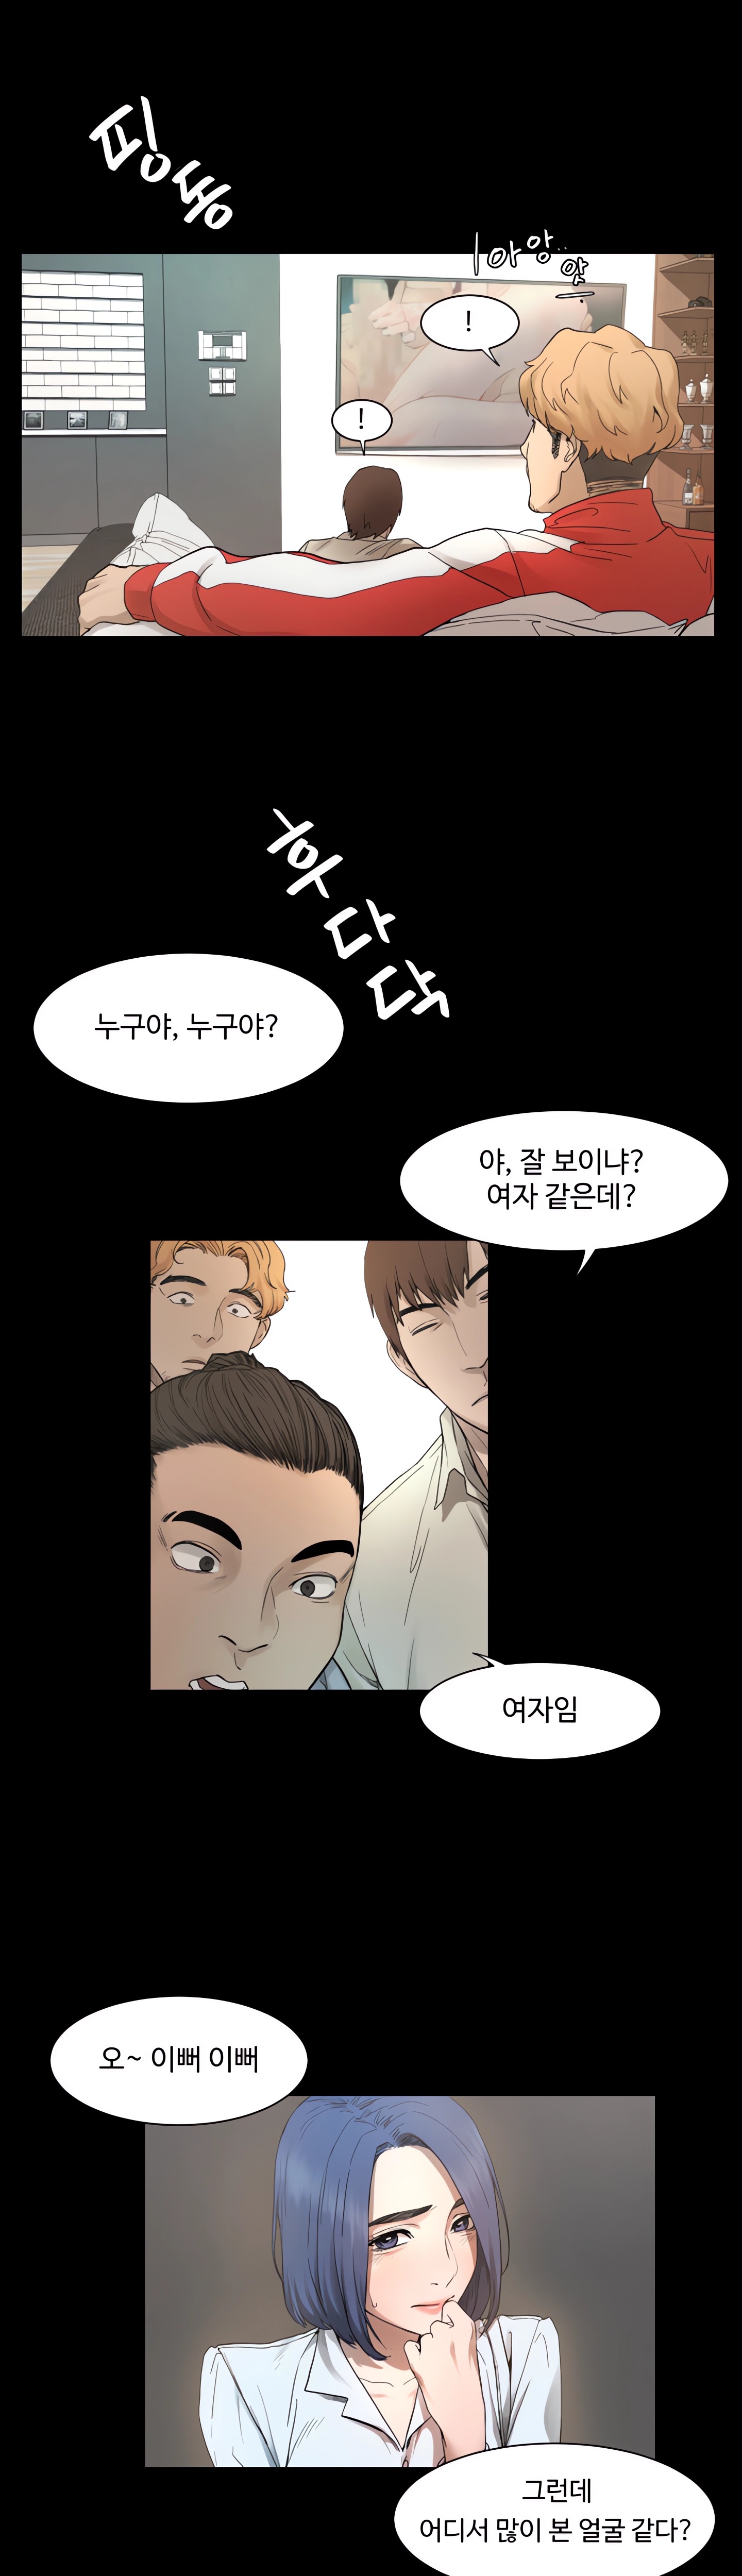 띵동
아앙..
앗
!
!
후다닥
누구야, 누구야?
야, 잘 보이냐?
여자 같은데?
여자임
오~ 이뻐 이뻐
그런데
어디서 많이 본 얼굴 같다?